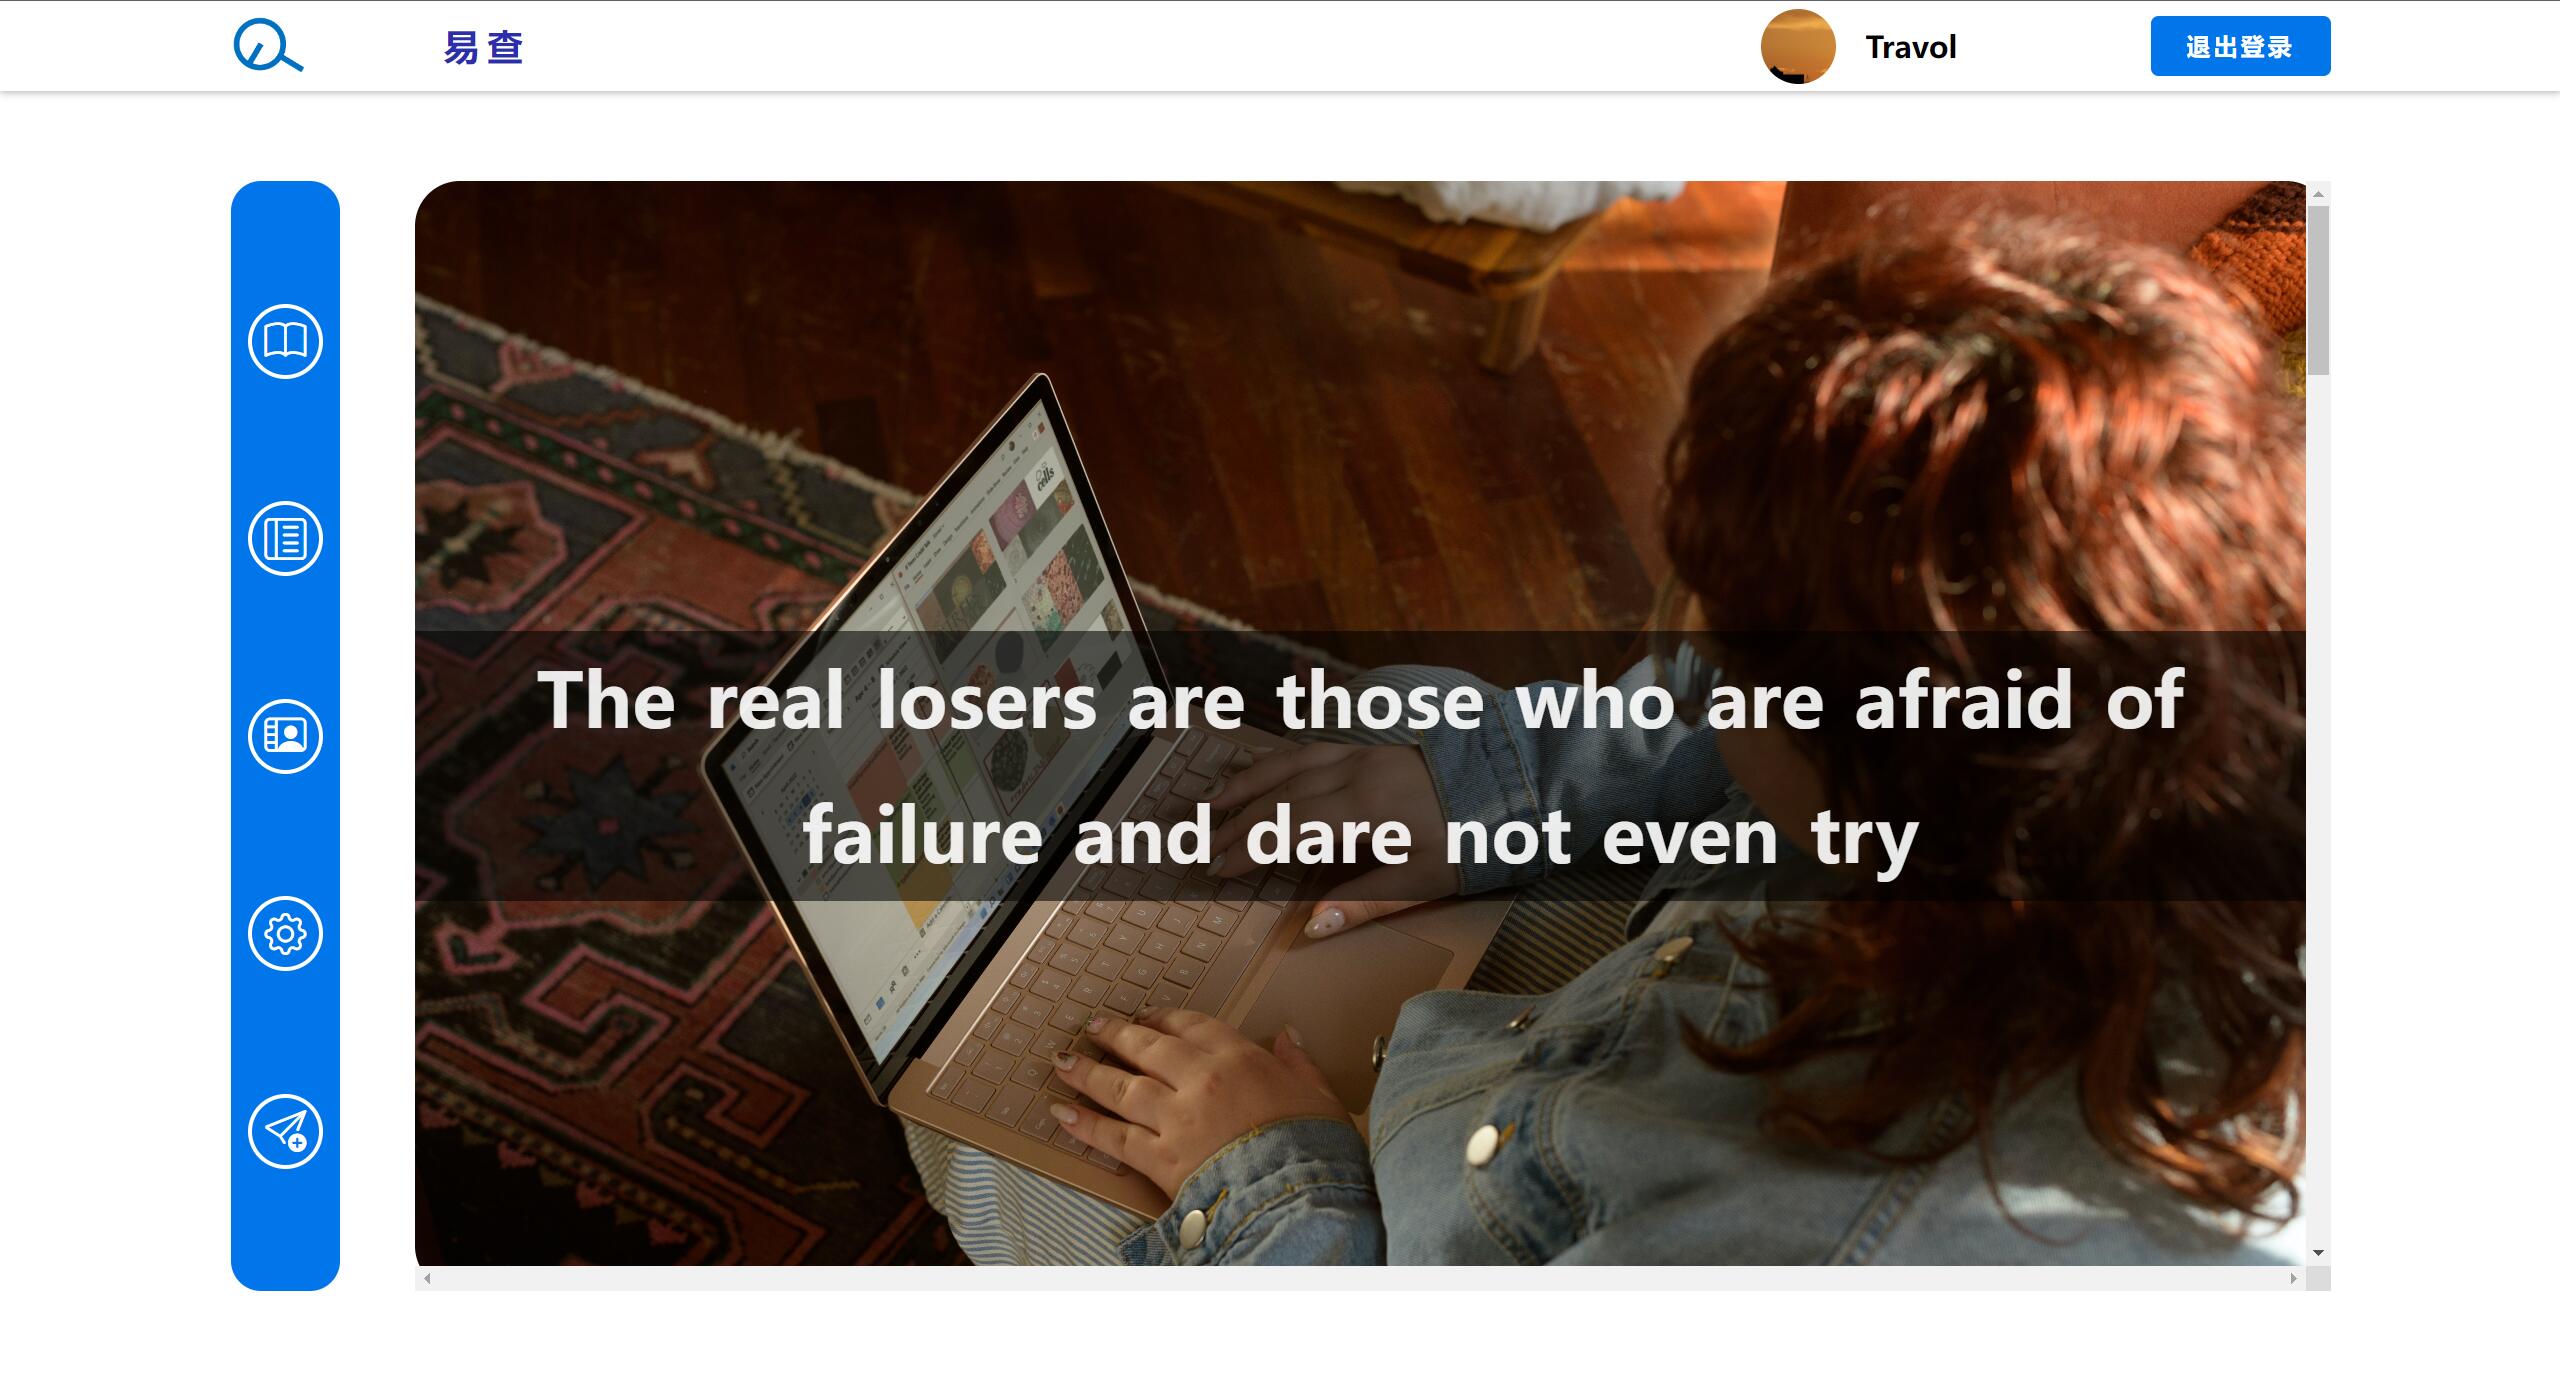 易查
Travol
退出登录
cells
The real losers are those who are afraid of
failure and dare not even try